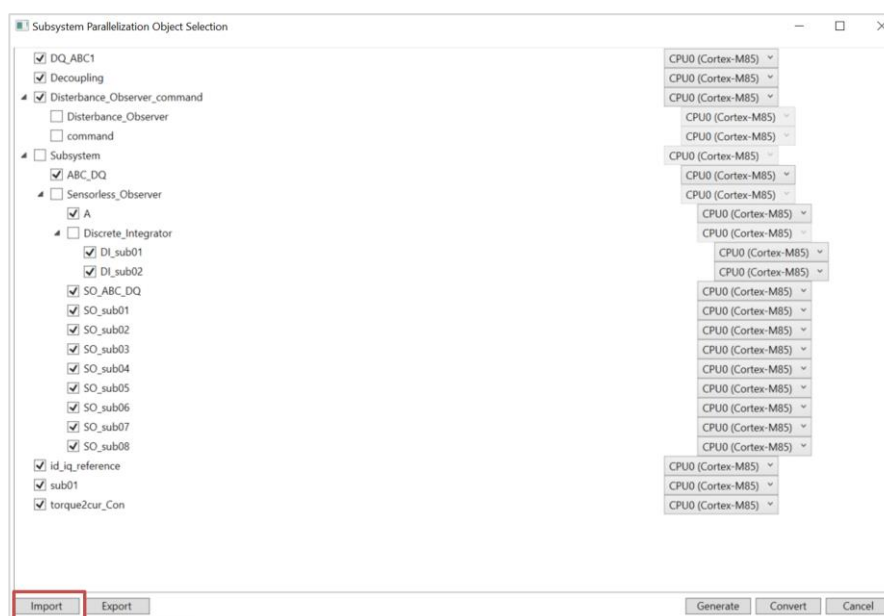 Subsystem Parallelization Object Selection
DQ_ABC1 CPU0 (Cortex-M85)
Decoupling CPU0 (Cortex-M85)
Disterbance_Observer_command CPU0 (Cortex-M85)
Disterbance_Observer CPU0 (Cortex-M85)
command CPU0 (Cortex-M85)
Subsystem CPU0 (Cortex-M85)
ABC_DQ CPU0 (Cortex-M85)
Sensorless_Observer CPU0 (Cortex-M85)
A CPU0 (Cortex-M85)
Discrete_Integrator CPU0 (Cortex-M85)
DI_sub01 CPU0 (Cortex-M85)
DI_sub02 CPU0 (Cortex-M85)
SO_ABC_DQ CPU0 (Cortex-M85)
SO_sub01 CPU0 (Cortex-M85)
SO_sub02 CPU0 (Cortex-M85)
SO_sub03 CPU0 (Cortex-M85)
SO_sub04 CPU0 (Cortex-M85)
SO_sub05 CPU0 (Cortex-M85)
SO_sub06 CPU0 (Cortex-M85)
SO_sub07 CPU0 (Cortex-M85)
SO_sub08 CPU0 (Cortex-M85)
id_iq_reference CPU0 (Cortex-M85)
sub01 CPU0 (Cortex-M85)
torque2cur_Con CPU0 (Cortex-M85)
Import Export Generate Convert Cancel